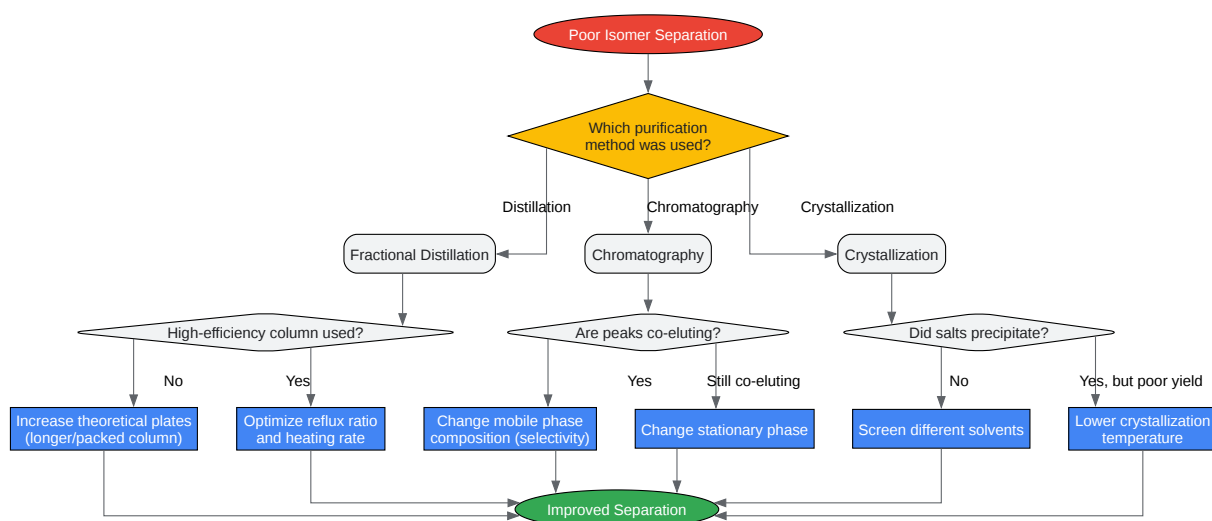 Poor Isomer Separation
Which purification
method was used?
Distillation
Chromatography
Crystallization
Fractional Distillation
Chromatography
Crystallization
High-efficiency column used?
Are peaks co-eluting?
Did salts precipitate?
No
Yes
Yes
Still co-eluting
No
Yes, but poor yield
Increase theoretical plates
(longer/packed column)
Optimize reflux ratio
and heating rate
Change mobile phase
composition (selectivity)
Change stationary phase
Screen different solvents
Lower crystallization
temperature
Improved Separation